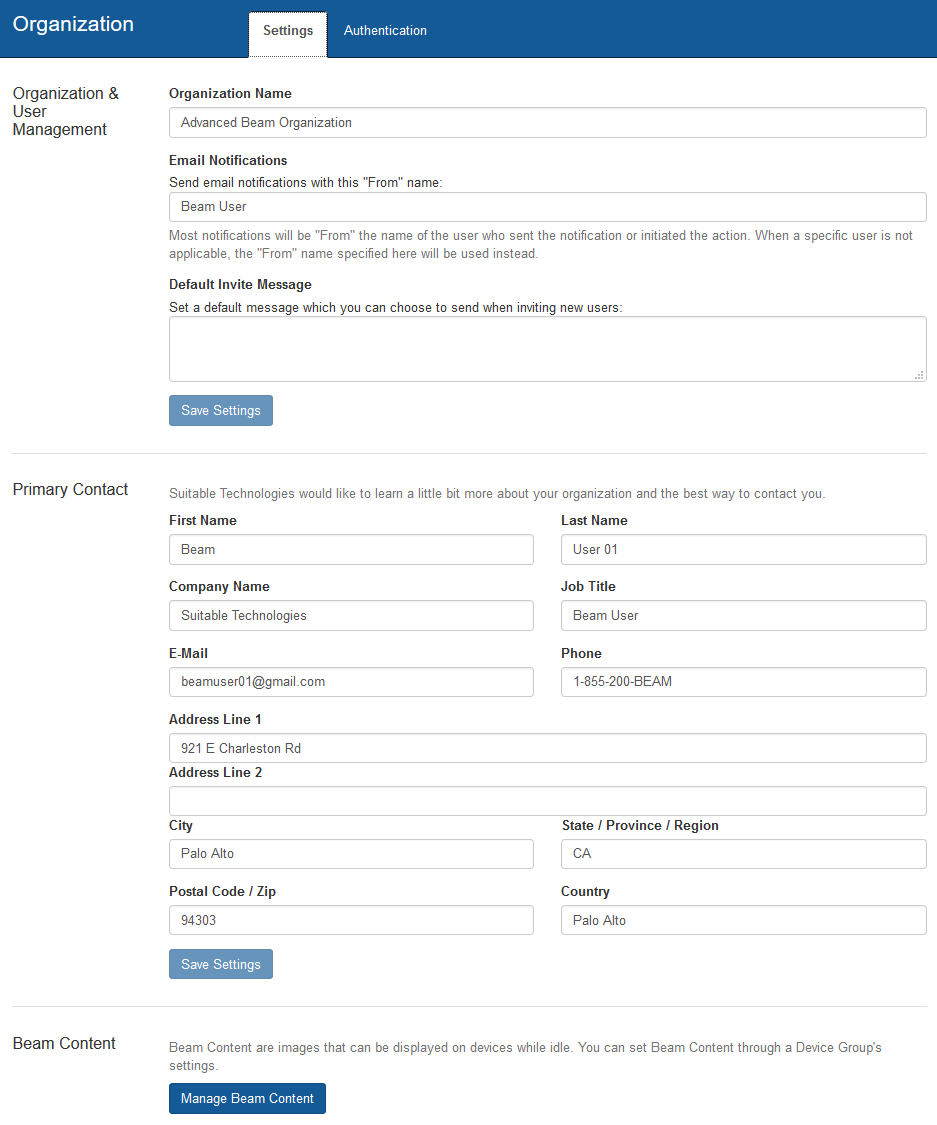 Organization
Settings
Authentication
Organization &
User
Management
Organization Name
Advanced Beam Organization
Email Notifications
Send email notifications with this "From" name:
Beam User
Most notifications will be "From" the name of the user who sent the notification or initiated the action. When a specific user is not
applicable, the "From" name specified here will be used instead.
Default Invite Message
Set a default message which you can choose to send when inviting new users:
Save Settings
Primary Contact
Suitable Technologies would like to learn a little bit more about your organization and the best way to contact you.
First Name
Last Name
Beam
User 01
Company Name
Job Title
Suitable Technologies
Beam User
E-Mail
Phone
beamuser01@gmail.com
1-855-200-BEAM
Address Line 1
921 E Charleston Rd
Address Line 2
City
State / Province / Region
Palo Alto
CA
Postal Code / Zip
Country
94303
Palo Alto
Save Settings
Beam Content
Beam Content are images that can be displayed on devices while idle. You can set Beam Content through a Device Group's
settings.
Manage Beam Content